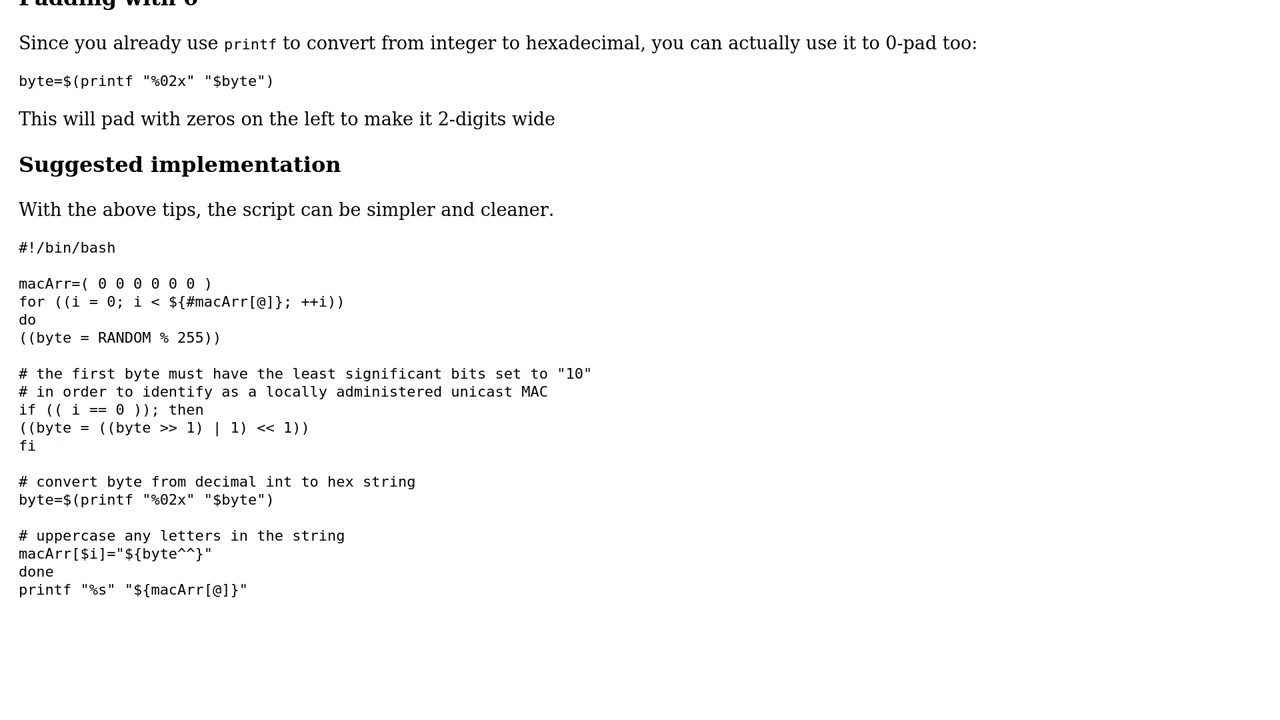 Padding with 0
Since you already use printf to convert from integer to hexadecimal, you can actually use it to 0-pad too:
byte=$(printf "%02x" "$byte")
This will pad with zeros on the left to make it 2-digits wide
Suggested implementation
With the above tips, the script can be simpler and cleaner.
#!/bin/bash
macArr=( 0 0 0 0 0 0 )
for ((i = 0; i < ${#macArr[@]}; ++i))
do
((byte = RANDOM % 255))
# the first byte must have the least significant bits set to "10"
# in order to identify as a locally administered unicast MAC
if (( i == 0 )); then
((byte = ((byte >> 1) | 1) << 1))
fi
# convert byte from decimal int to hex string
byte=$(printf "%02x" "$byte")
# uppercase any letters in the string
macArr[$i]="${byte^^}"
done
printf "%s" "${macArr[@]}"